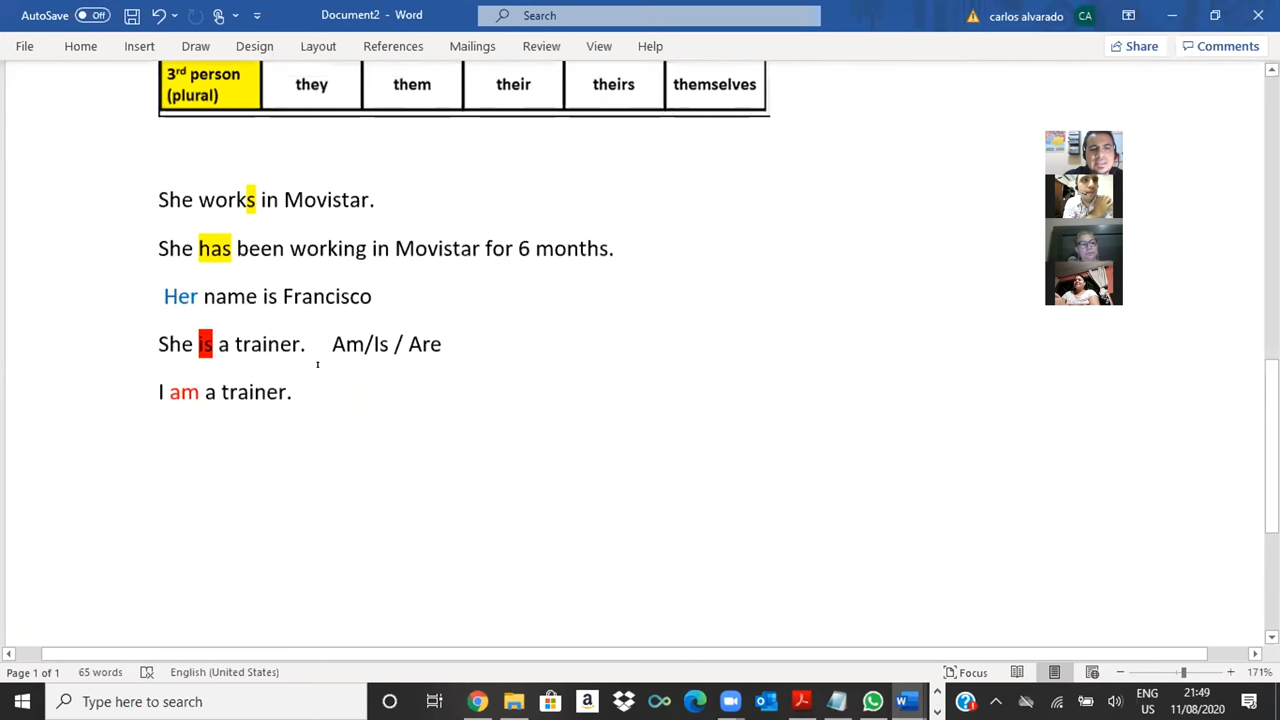 AutoSave Off Document2 - Word Search carlos alvarado CA
File Home Insert Draw Design Layout References Mailings Review View Help Share Comments
3rd person (plural) they them their theirs themselves
She works in Movistar.
She has been working in Movistar for 6 months.
Her name is Francisco
She is a trainer. Am/Is / Are
I am a trainer.
Page 1 of 1 65 words English (United States) Focus 171%
Type here to search ENG 21:49
11/08/2020